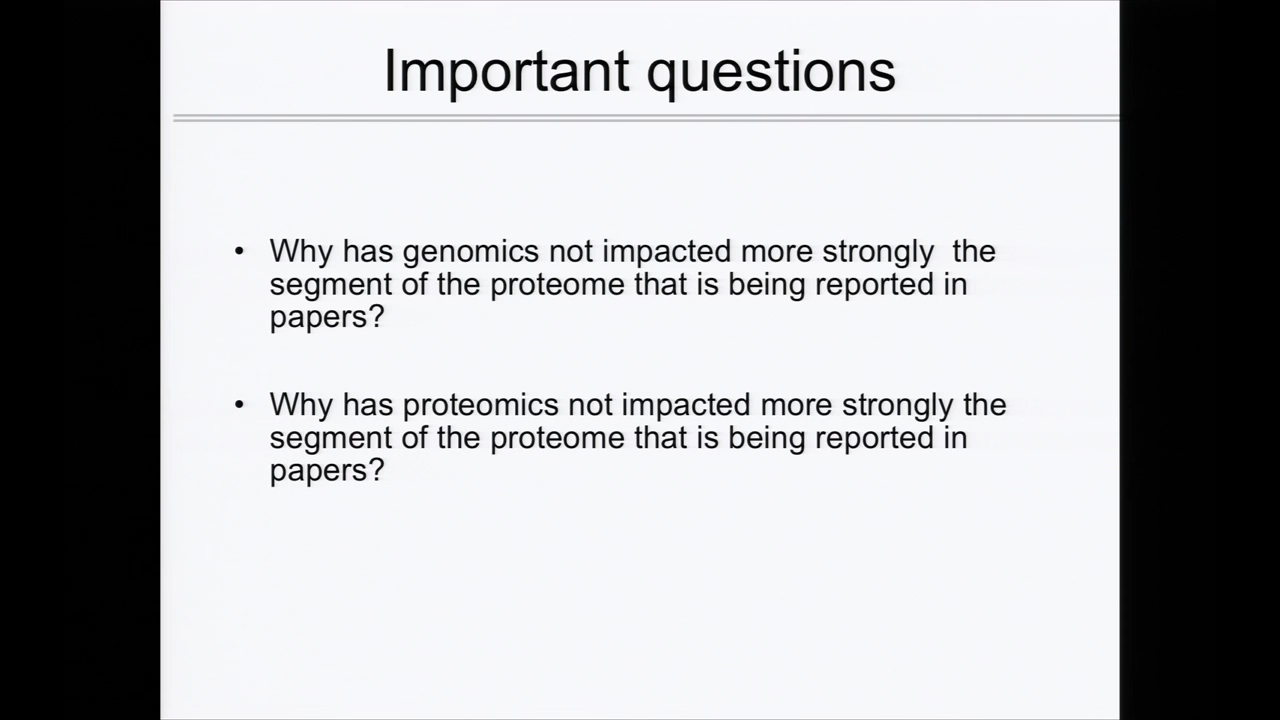 Important questions
• Why has genomics not impacted more strongly  the
segment of the proteome that is being reported in
papers?
• Why has proteomics not impacted more strongly the
segment of the proteome that is being reported in
papers?